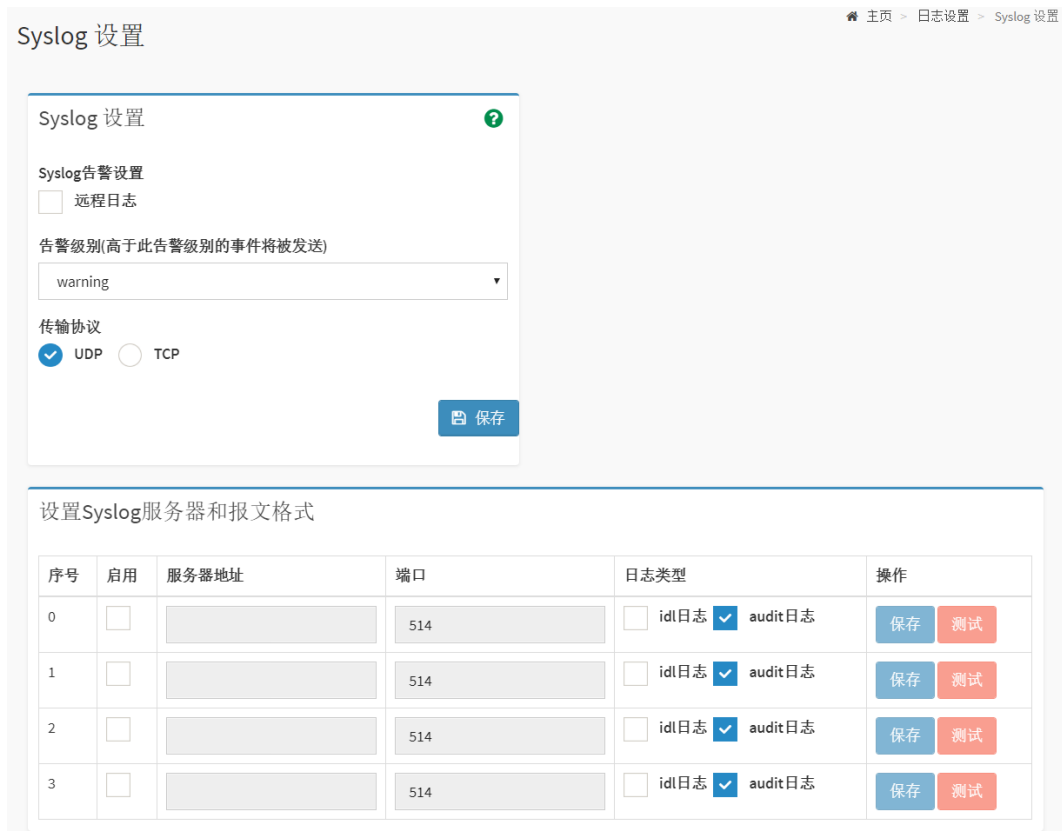 主页 > 日志设置 > Syslog 设置
Syslog 设置
Syslog 设置
Syslog告警设置
远程日志
告警级别(高于此告警级别的事件将被发送)
warning
传输协议
UDP TCP
保存
设置Syslog服务器和报文格式
序号 启用 服务器地址 端口 日志类型 操作
0 514 idl日志 audit日志 保存 测试
1 514 idl日志 audit日志 保存 测试
2 514 idl日志 audit日志 保存 测试
3 514 idl日志 audit日志 保存 测试